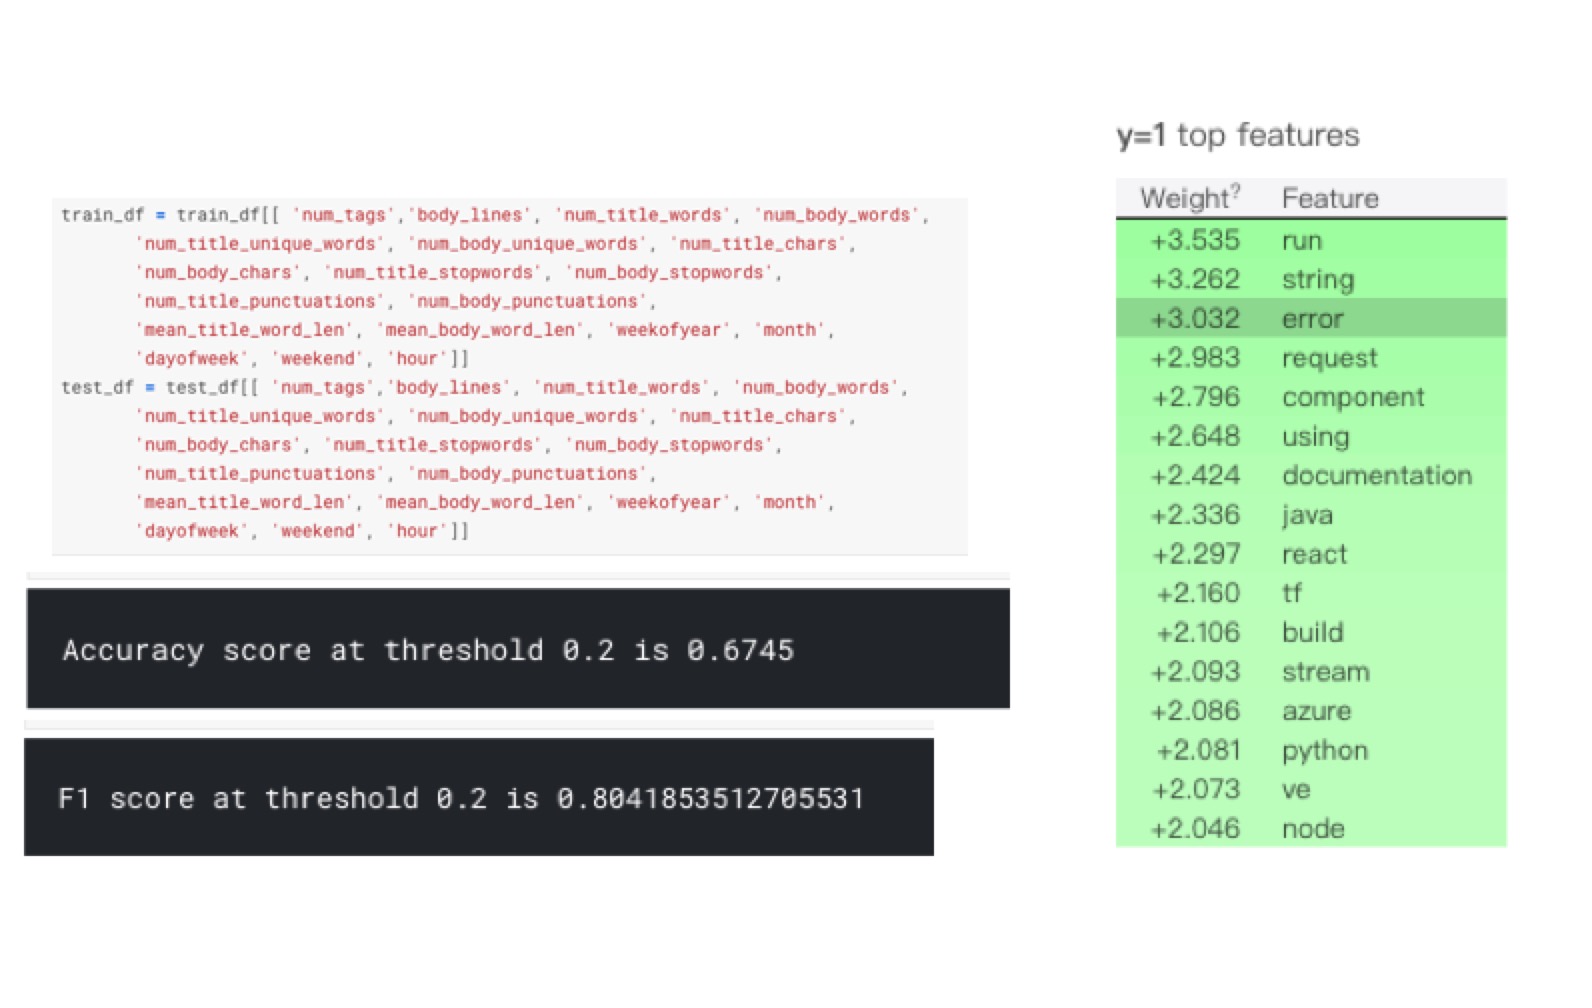 train_df = train_df[[ 'num_tags','body_lines', 'num_title_words', 'num_body_words',
'num_title_unique_words', 'num_body_unique_words', 'num_title_chars',
'num_body_chars', 'num_title_stopwords', 'num_body_stopwords',
'num_title_punctuations', 'num_body_punctuations',
'mean_title_word_len', 'mean_body_word_len', 'weekofyear', 'month',
'dayofweek', 'weekend', 'hour']]
test_df = test_df[[ 'num_tags','body_lines', 'num_title_words', 'num_body_words',
'num_title_unique_words', 'num_body_unique_words', 'num_title_chars',
'num_body_chars', 'num_title_stopwords', 'num_body_stopwords',
'num_title_punctuations', 'num_body_punctuations',
'mean_title_word_len', 'mean_body_word_len', 'weekofyear', 'month',
'dayofweek', 'weekend', 'hour']]
Accuracy score at threshold 0.2 is 0.6745
F1 score at threshold 0.2 is 0.8041853512705531
y=1 top features
Weight? Feature
+3.535 run
+3.262 string
+3.032 error
+2.983 request
+2.796 component
+2.648 using
+2.424 documentation
+2.336 java
+2.297 react
+2.160 tf
+2.106 build
+2.093 stream
+2.086 azure
+2.081 python
+2.073 ve
+2.046 node